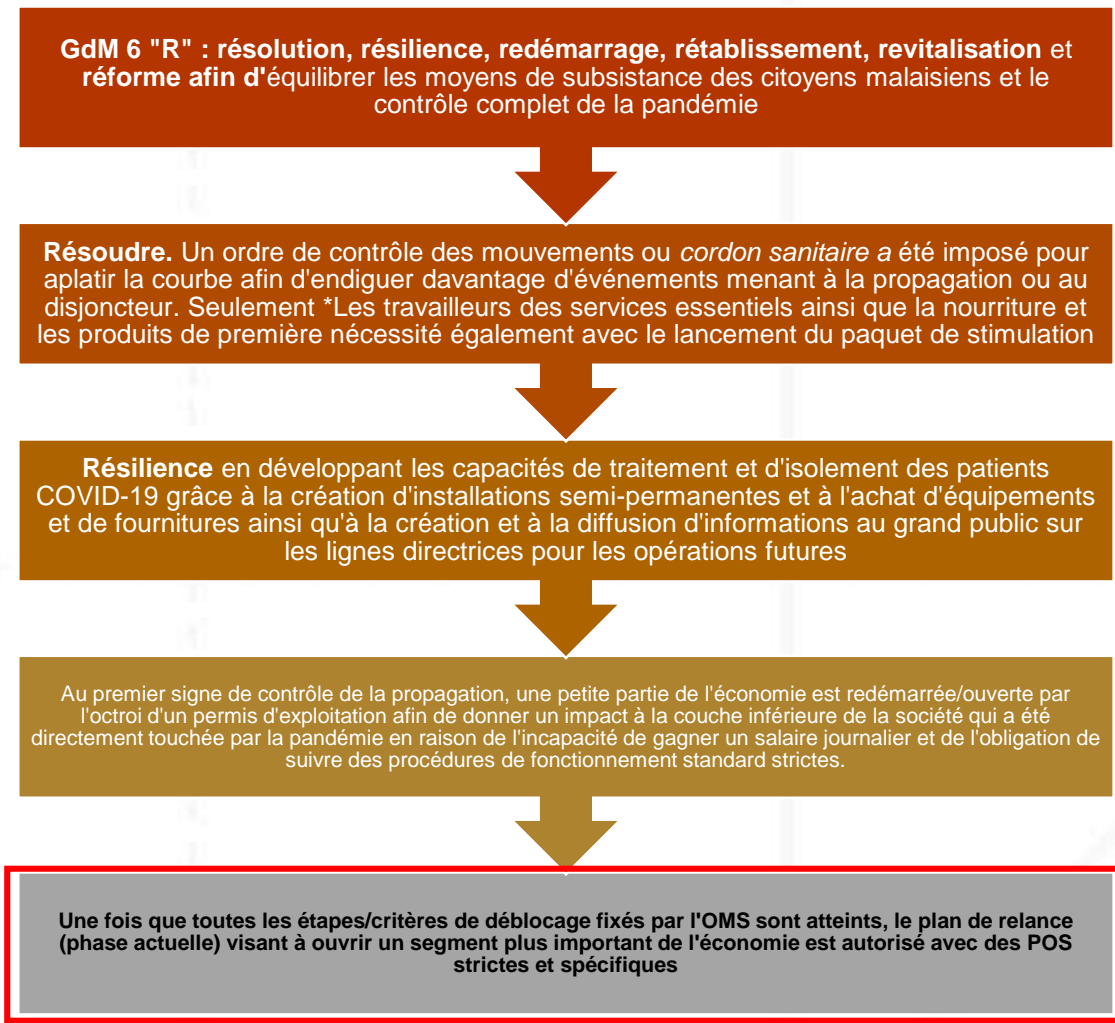 GdM 6 "R" : résolution, résilience, redémarrage, rétablissement, revitalisation et
réforme afin d'équilibrer les moyens de subsistance des citoyens malaisiens et le
contrôle complet de la pandémie
Résoudre. Un ordre de contrôle des mouvements ou cordon sanitaire a été imposé pour
aplatir la courbe afin d'endiguer davantage d'événements menant à la propagation ou au
disjoncteur. Seulement *Les travailleurs des services essentiels ainsi que la nourriture et
les produits de première nécessité également avec le lancement du paquet de stimulation
Résilience en développant les capacités de traitement et d'isolement des patients
COVID-19 grâce à la création d'installations semi-permanentes et à l'achat d'équipements
et de fournitures ainsi qu'à la création et à la diffusion d'informations au grand public sur
les lignes directrices pour les opérations futures
Au premier signe de contrôle de la propagation, une petite partie de l'économie est redémarrée/ouverte par
l'octroi d'un permis d'exploitation afin de donner un impact à la couche inférieure de la société qui a été
directement touchée par la pandémie en raison de l'incapacité de gagner un salaire journalier et de l'obligation de
suivre des procédures de fonctionnement standard strictes.
Une fois que toutes les étapes/critères de déblocage fixés par l'OMS sont atteints, le plan de relance
(phase actuelle) visant à ouvrir un segment plus important de l'économie est autorisé avec des POS
strictes et spécifiques